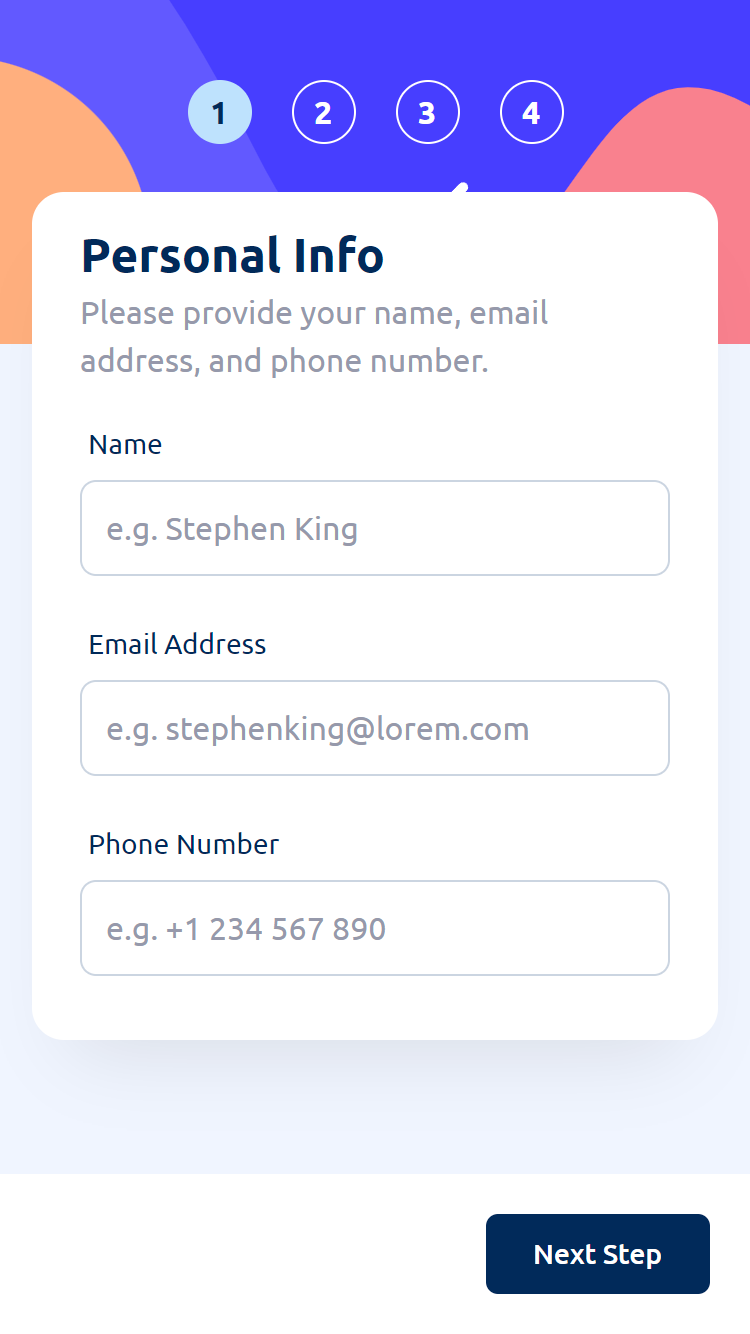 1 2 3 4
Personal Info
Please provide your name, email
address, and phone number.
Name
e.g. Stephen King
Email Address
e.g. stephenking@lorem.com
Phone Number
e.g. +1 234 567 890
Next Step